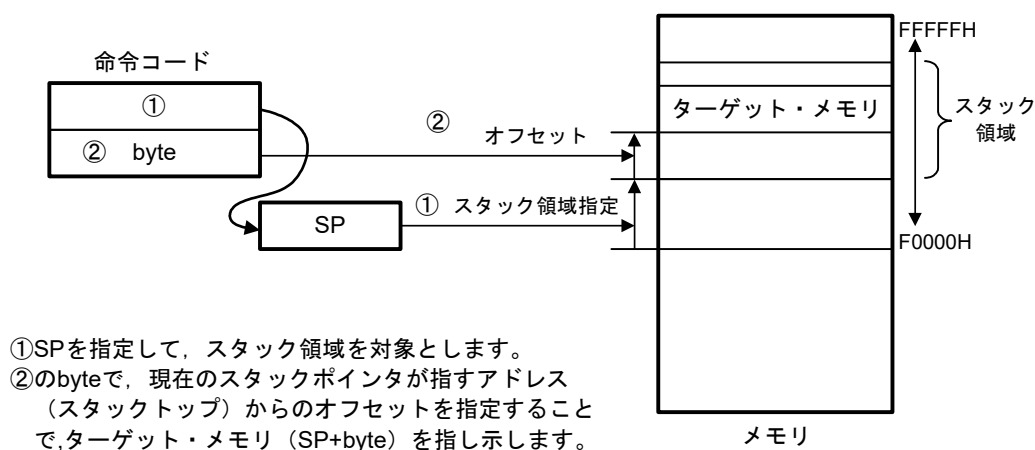 FFFFFH
命令コード
①
② byte
②
オフセット
ターゲット・メモリ
スタック
領域
SP
① スタック領域指定
F0000H
①SPを指定して，スタック領域を対象とします。
②のbyteで，現在のスタックポインタが指すアドレス
（スタックトップ）からのオフセットを指定すること
で,ターゲット・メモリ（SP+byte）を指し示します。
メモリ